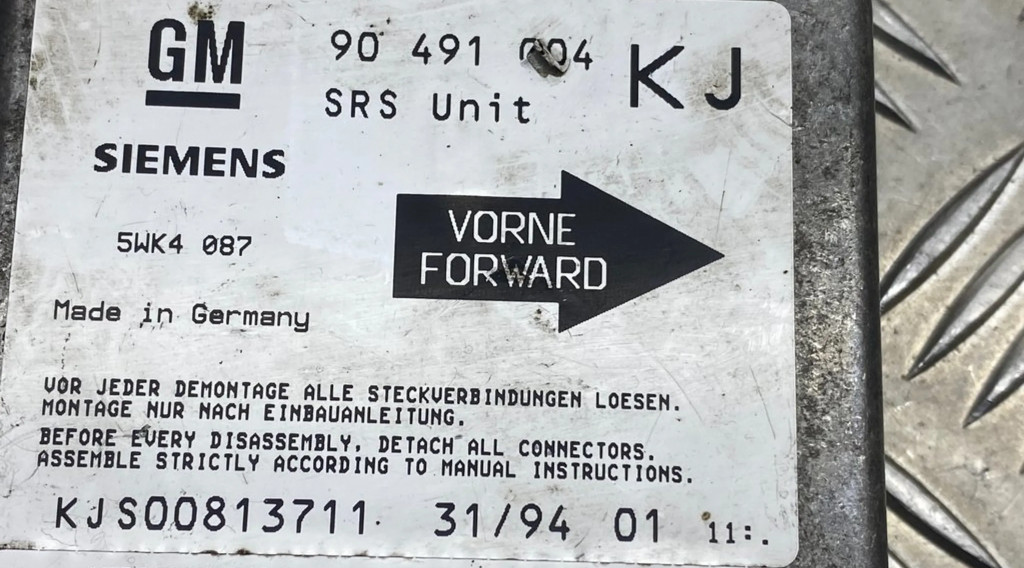 GM
90 491 004 KJ
SRS Unit
SIEMENS
5WK4 087
VORNE
FORWARD
Made in Germany
VOR JEDER DEMONTAGE ALLE STECKVERBINDUNGEN LOESEN.
MONTAGE NUR NACH EINBAUANLEITUNG.
BEFORE EVERY DISASSEMBLY, DETACH ALL CONNECTORS.
ASSEMBLE STRICTLY ACCORDING TO MANUAL INSTRUCTIONS.
KJS00813711 31/94 01 11:.